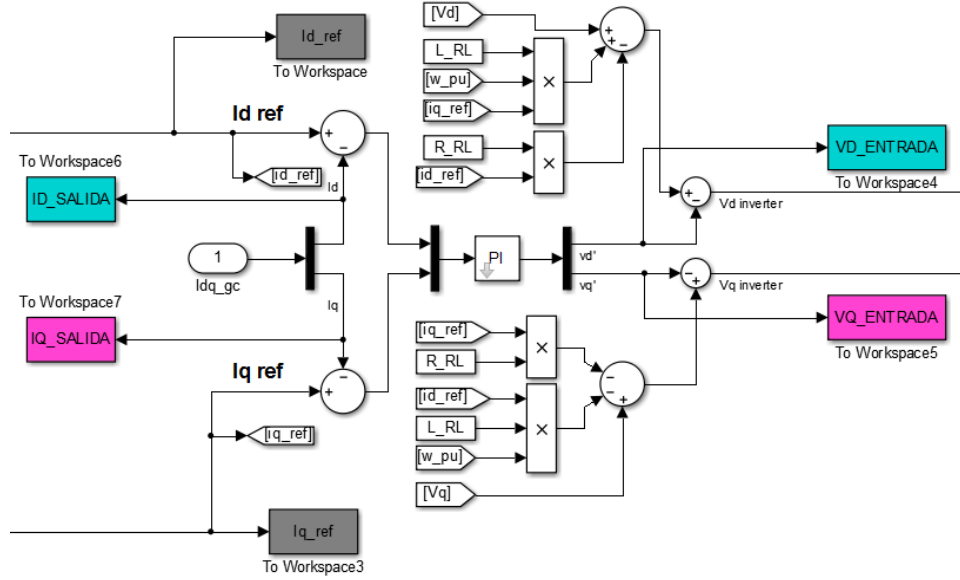 Id_ref
To Workspace
Id ref
+
−
[id_ref]
To Workspace6
ID_SALIDA
Id
1
Idq_gc
Iq
To Workspace7
IQ_SALIDA
Iq ref
−
+
[iq_ref]
Iq_ref
To Workspace3
PI
vd'
vq'
[Vd]
L_RL
[w_pu]
[iq_ref]
×
R_RL
[id_ref]
×
+
+
−
VD_ENTRADA
To Workspace4
+
−
Vd inverter
−
+
Vq inverter
VQ_ENTRADA
To Workspace5
[iq_ref]
R_RL
×
[id_ref]
L_RL
[w_pu]
×
[Vq]
−
−
+